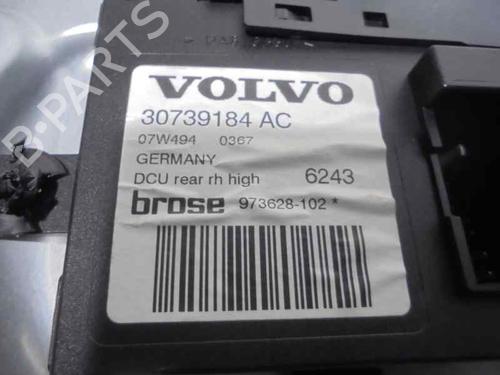 VOLVO
30739184 AC
07W494 0367
GERMANY
DCU rear rh high 6243
brose 973628-102 *
B-PARTS